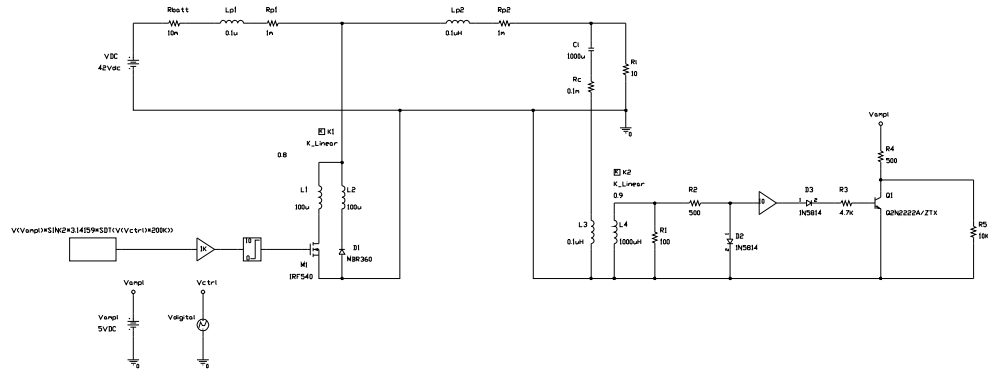 Rbatt
Lp1
Rp1
Lp2
Rp2
10m
0.1u
1m
0.1uH
1m
C1
1000u
VDC
42Vdc
Rl
10
Rc
0.1m
0
Vampl
K K1
K_Linear
0.8
R4
500
K K2
K_Linear
0.9
L1
100u
L2
100u
R2
500
10
D3
1N5814
R3
4.7K
Q1
Q2N2222A/ZTX
L3
0.1uH
L4
1000uH
R1
100
D2
1N5814
R5
10K
V(Vampl)*SIN(2*3.14159*SDT(V(Vctrl)*200K))
1K
10
0
M1
IRF540
D1
MBR360
Vampl
Vctrl
Vampl
5VDC
Vdigital
0
0